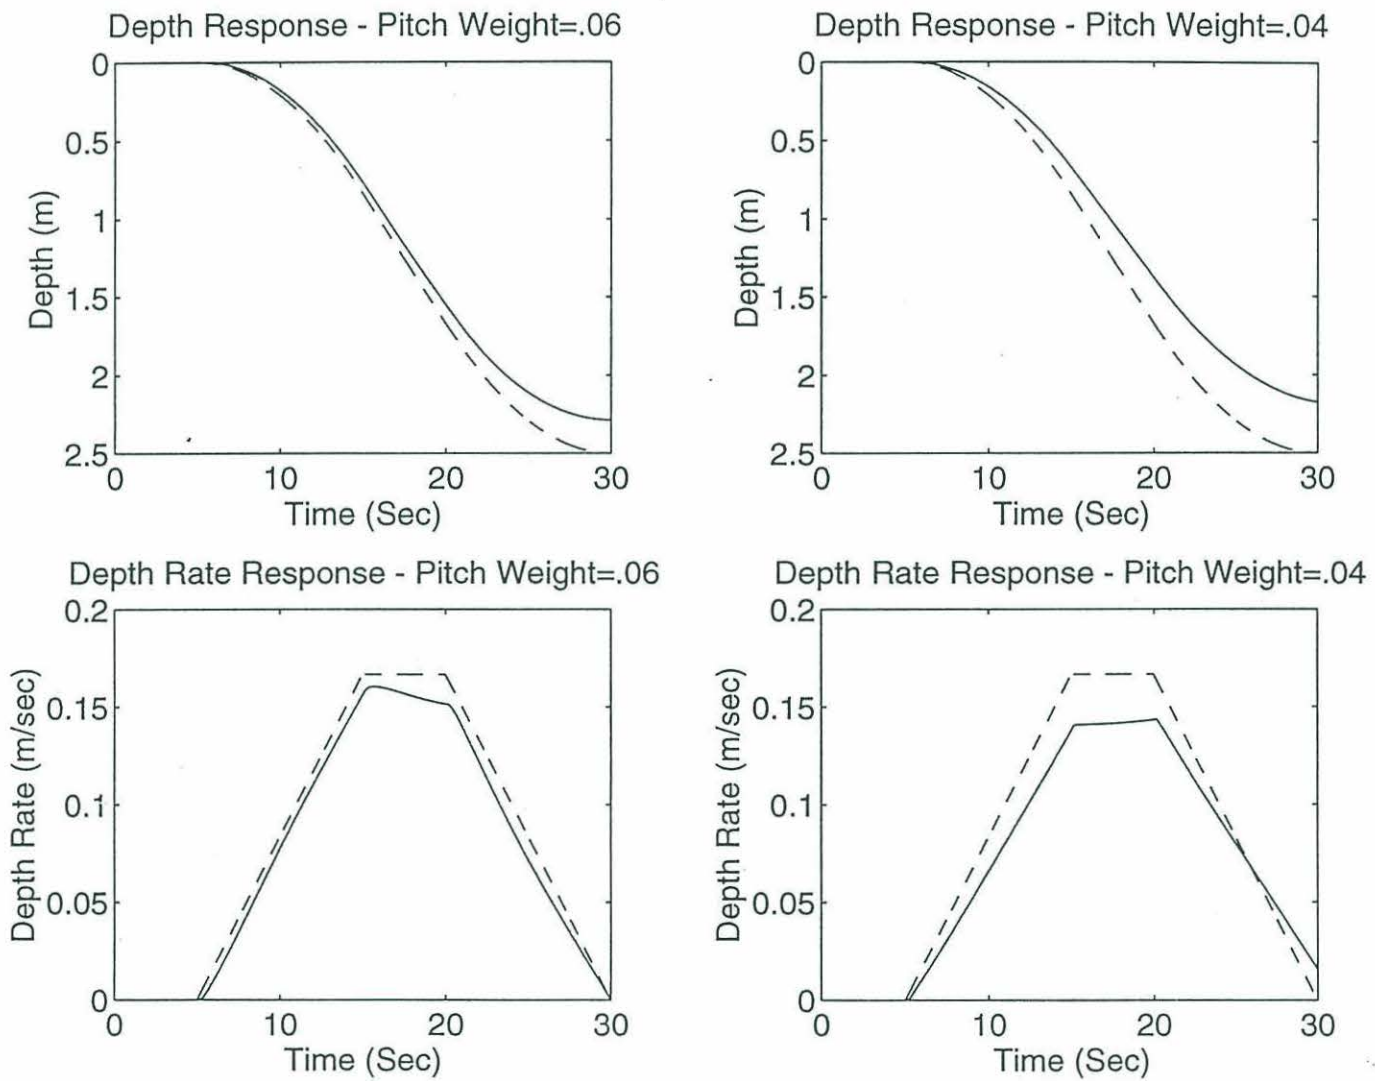 Depth Response - Pitch Weight=.06
0
0.5
1
1.5
2
2.5
Depth (m)
0 10 20 30
Time (Sec)
Depth Response - Pitch Weight=.04
0
0.5
1
1.5
2
2.5
Depth (m)
0 10 20 30
Time (Sec)
Depth Rate Response - Pitch Weight=.06
0.2
0.15
0.1
0.05
0
Depth Rate (m/sec)
0 10 20 30
Time (Sec)
Depth Rate Response - Pitch Weight=.04
0.2
0.15
0.1
0.05
0
Depth Rate (m/sec)
0 10 20 30
Time (Sec)